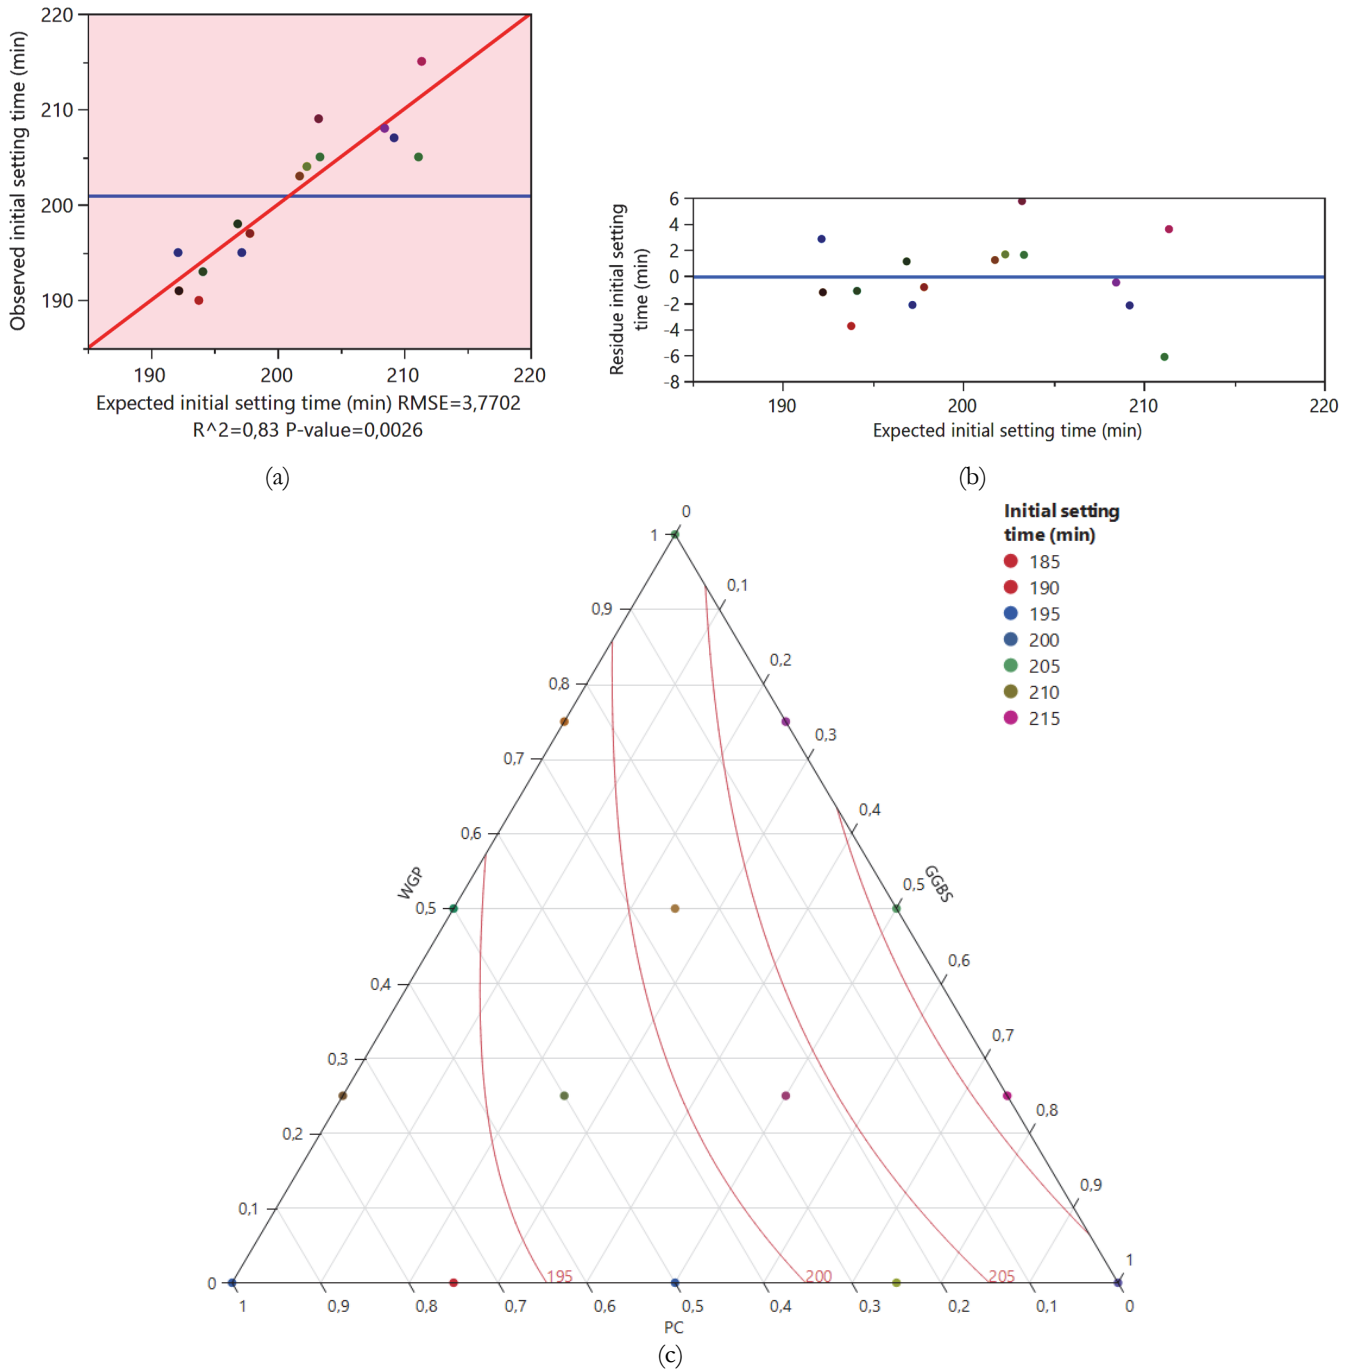 220
210
200
190
Observed initial setting time (min)
190 200 210 220
Expected initial setting time (min) RMSE=3,7702
R^2=0,83 P-value=0,0026
(a)
6
4
2
0
-2
-4
-6
-8
Residue initial setting
time (min)
190 200 210 220
Expected initial setting time (min)
(b)
Initial setting
time (min)
185
190
195
200
205
210
215
0
1
0,1
0,9
0,2
0,8
0,3
0,7
0,4
0,6
WGP
GGBS
0,5
0,5
0,6
0,4
0,7
0,3
0,8
0,2
0,9
0,1
1
0
195 200 205
1 0,9 0,8 0,7 0,6 0,5 0,4 0,3 0,2 0,1 0
PC
(c)